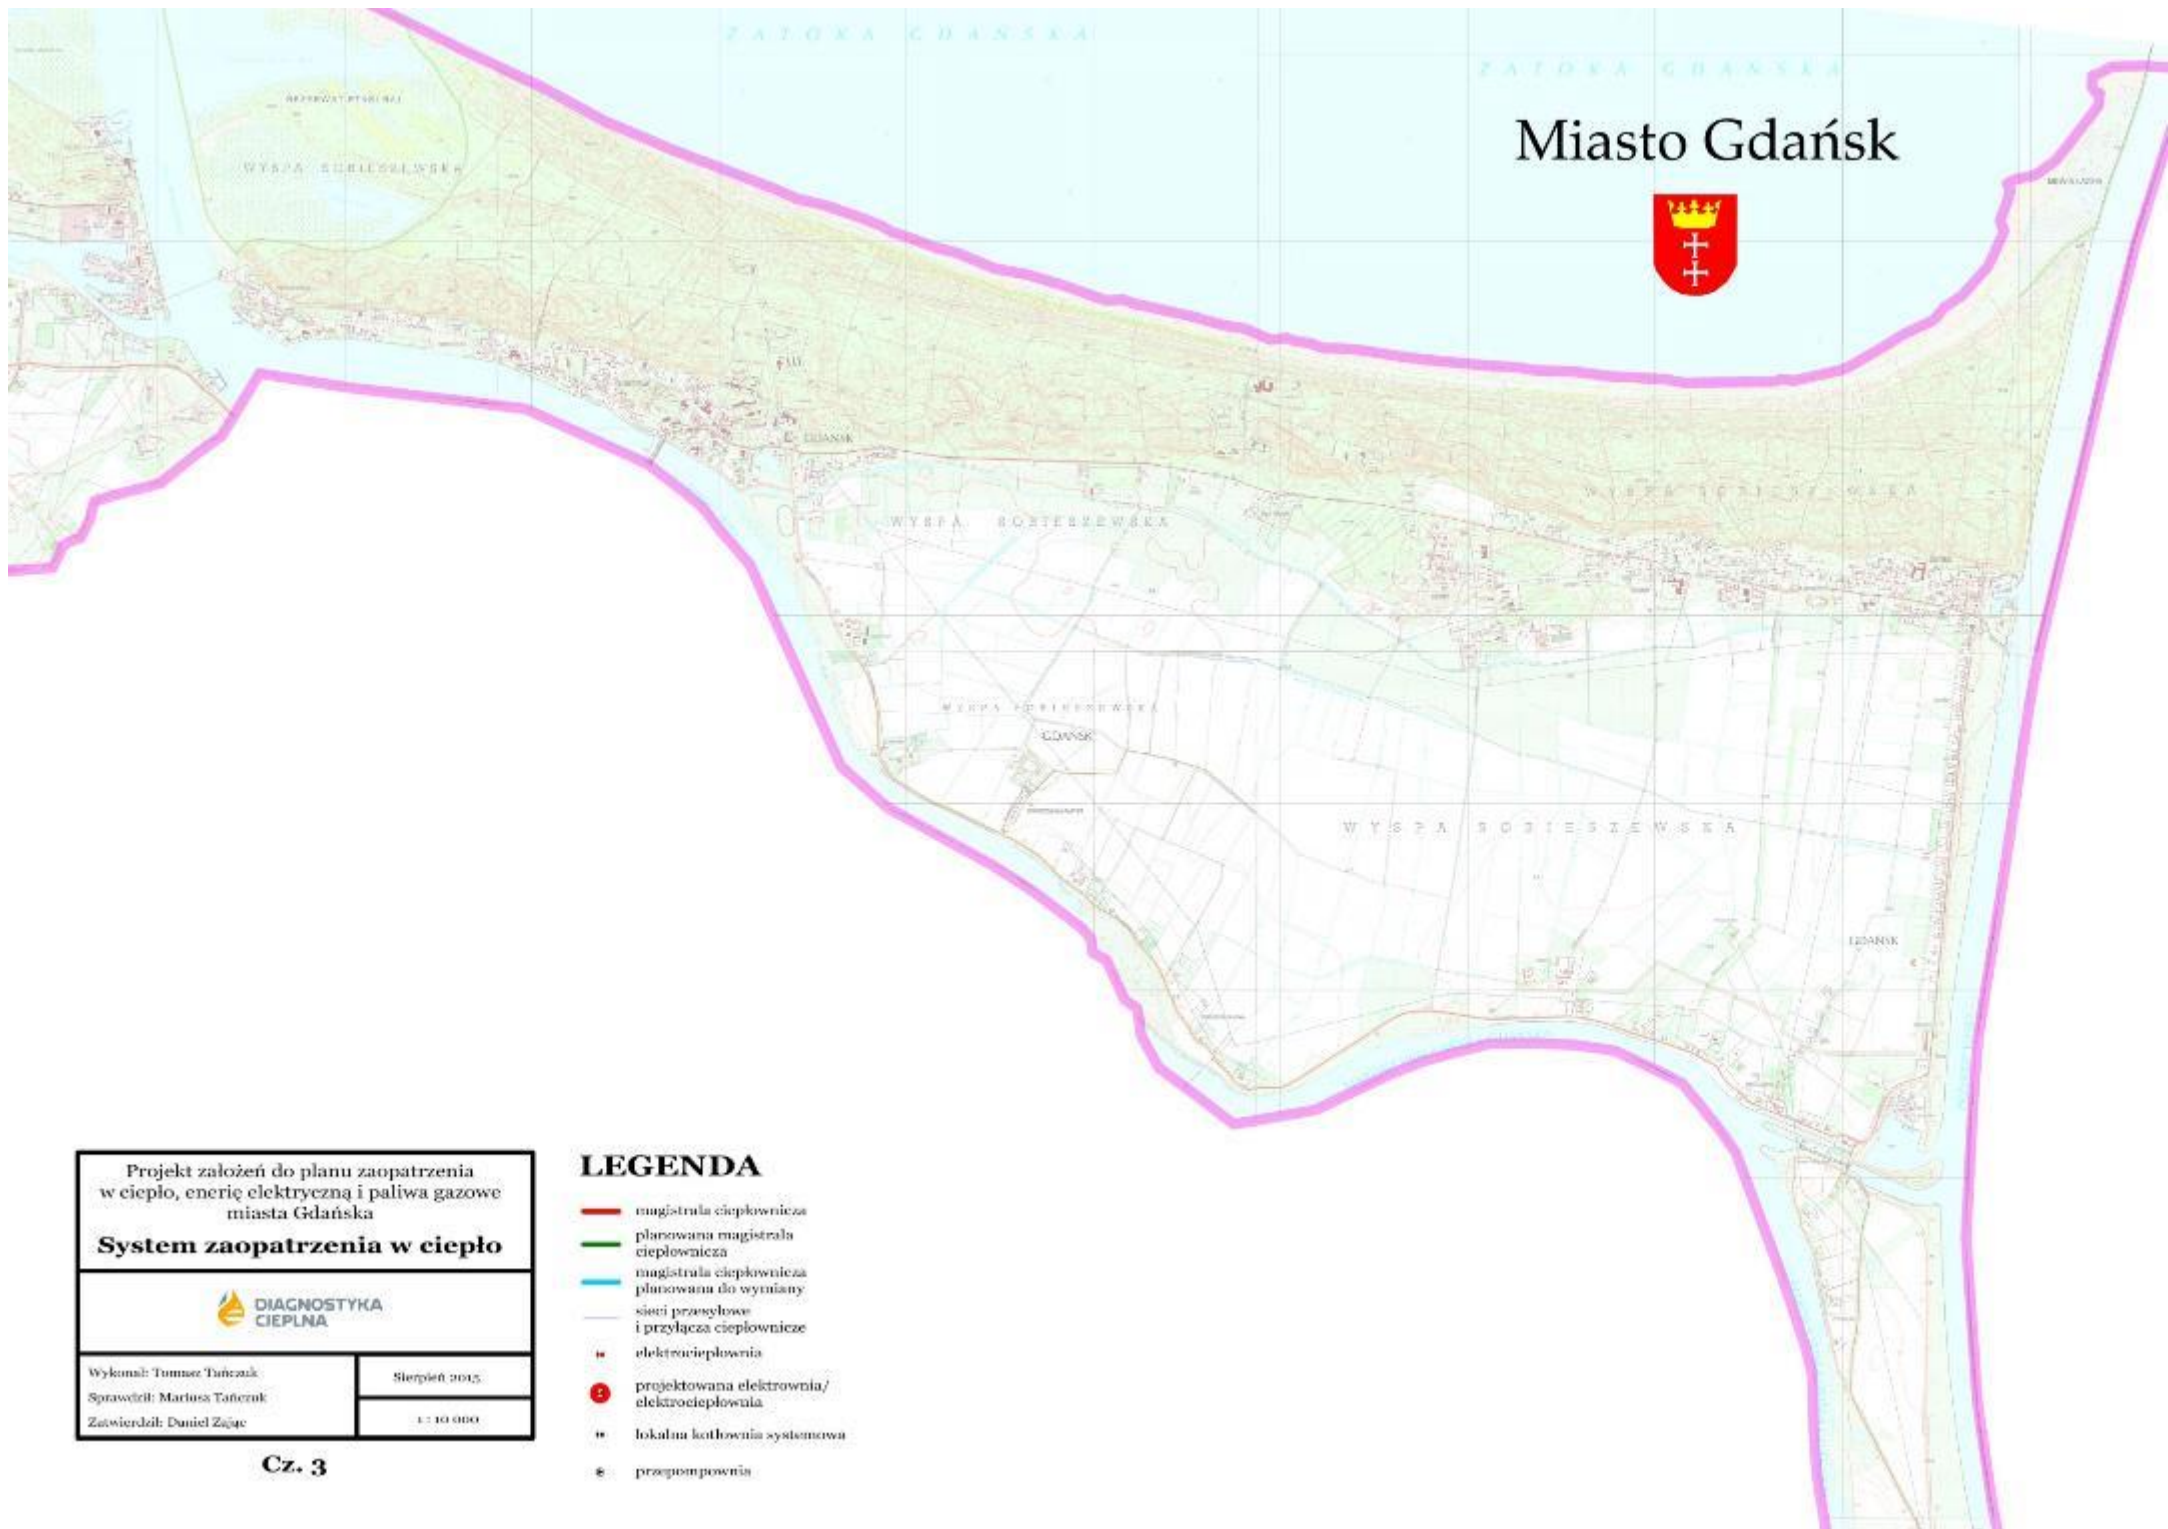 ZATOKA GDAŃSKA
ZATOKA GDAŃSKA
Miasto Gdańsk
WYSPA SOBIESZEWSKA
GDAŃSK
WYSPA SOBIESZEWSKA
WYSPA SOBIESZEWSKA
WYSPA SOBIESZEWSKA
GDAŃSK
WYSPA SOBIESZEWSKA
GDAŃSK
Projekt założeń do planu zaopatrzenia
w ciepło, enerię elektryczną i paliwa gazowe
miasta Gdańska
System zaopatrzenia w ciepło
DIAGNOSTYKA
CIEPLNA
Wykonał: Tomasz Tańczuk
Sprawdził: Mariusz Tańczuk
Zatwierdził: Daniel Zając
Sierpień 2015
1 : 10 000
Cz. 3
LEGENDA
magistrala ciepłownicza
planowana magistrala
ciepłownicza
magistrala ciepłownicza
planowana do wymiany
sieci przesyłowe
i przyłącza ciepłownicze
elektrociepłownia
projektowana elektrownia/
elektrociepłownia
lokalna kotłownia systemowa
przepompownia